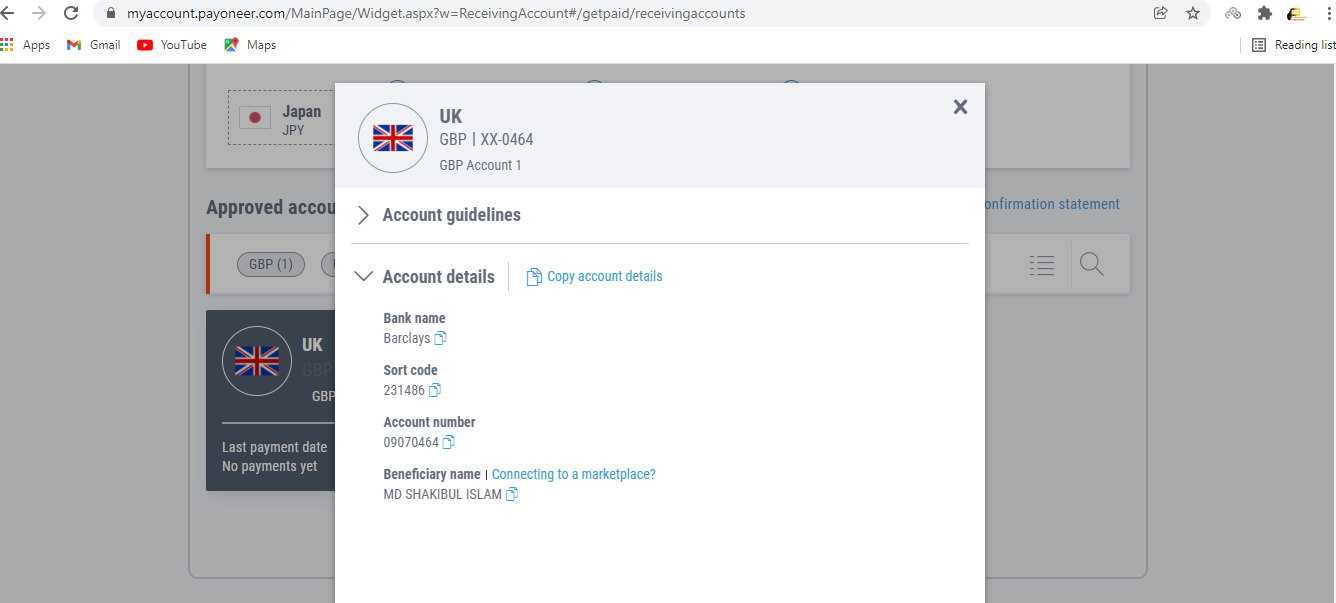 myaccount.payoneer.com/MainPage/Widget.aspx?w=ReceivingAccount#/getpaid/receivingaccounts
Apps Gmail YouTube Maps Reading list
Japan
JPY
UK
GBP | XX-0464
GBP Account 1
Approved accou
onfirmation statement
Account guidelines
GBP (1)
Account details Copy account details
Bank name
Barclays
Sort code
231486
Account number
09070464
Beneficiary name | Connecting to a marketplace?
MD SHAKIBUL ISLAM
UK
GBP
GBP
Last payment date
No payments yet